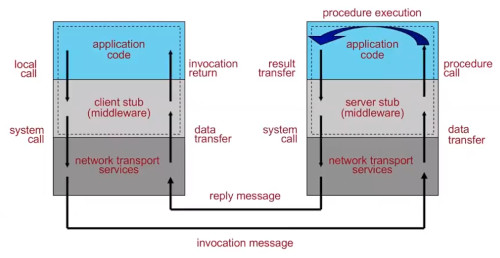 procedure execution
application
code
application
code
local
call
invocation
return
result
transfer
procedure
call
client stub
(middleware)
server stub
(middleware)
system
call
data
transfer
system
call
data
transfer
network transport
services
network transport
services
reply message
invocation message